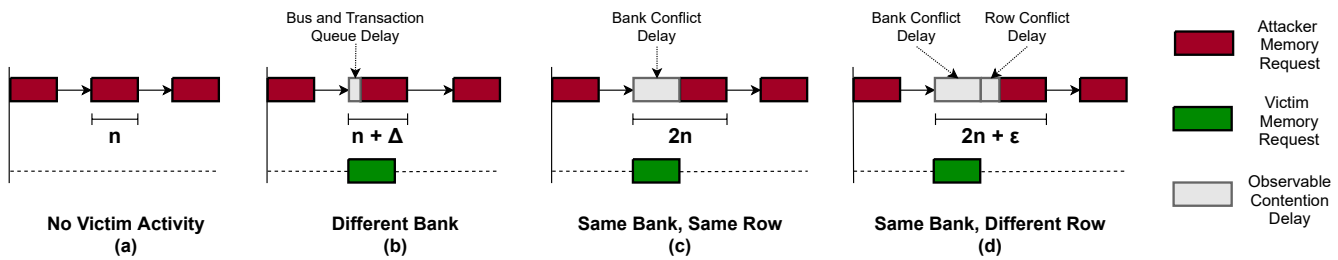 Bus and Transaction
Queue Delay
n
No Victim Activity
(a)
n + Δ
Different Bank
(b)
Bank Conflict
Delay
2n
Same Bank, Same Row
(c)
Bank Conflict
Delay
Row Conflict
Delay
2n + ε
Same Bank, Different Row
(d)
Attacker
Memory
Request
Victim
Memory
Request
Observable
Contention
Delay